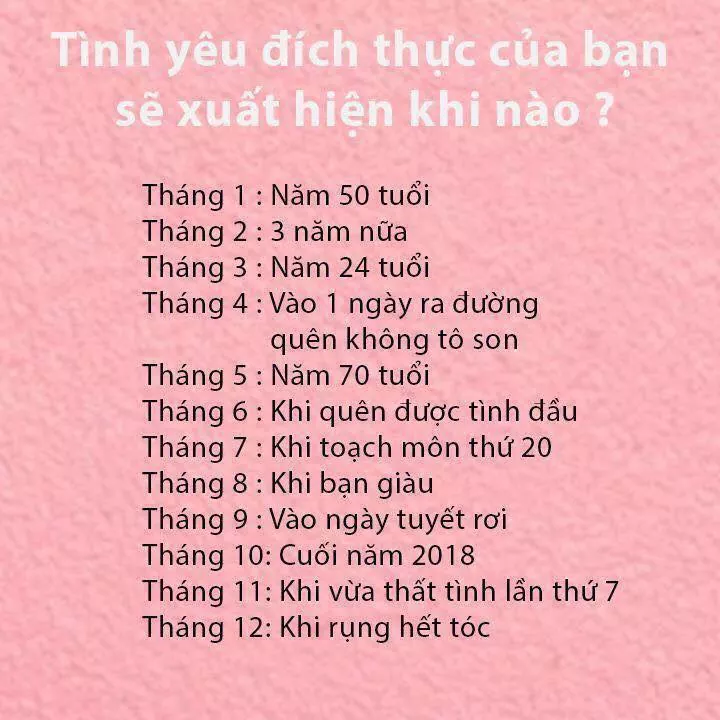 Tình yêu đích thực của bạn
sẽ xuất hiện khi nào ?
Tháng 1 : Năm 50 tuổi
Tháng 2 : 3 năm nữa
Tháng 3 : Năm 24 tuổi
Tháng 4 : Vào 1 ngày ra đường
quên không tô son
Tháng 5 : Năm 70 tuổi
Tháng 6 : Khi quên được tình đầu
Tháng 7 : Khi toạch môn thứ 20
Tháng 8 : Khi bạn giàu
Tháng 9 : Vào ngày tuyết rơi
Tháng 10: Cuối năm 2018
Tháng 11: Khi vừa thất tình lần thứ 7
Tháng 12: Khi rụng hết tóc